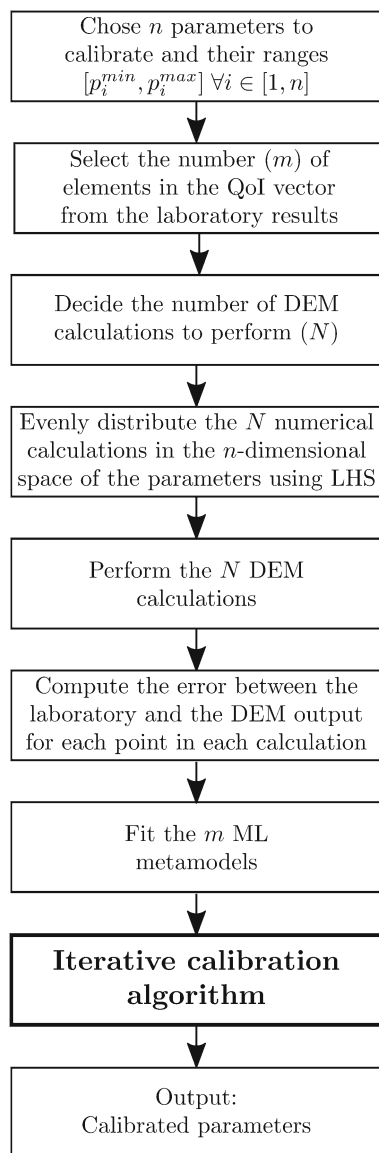 Chose n parameters to
calibrate and their ranges
[p_i^{min}, p_i^{max}] ∀i ∈ [1, n]
Select the number (m) of
elements in the QoI vector
from the laboratory results
Decide the number of DEM
calculations to perform (N)
Evenly distribute the N numerical
calculations in the n-dimensional
space of the parameters using LHS
Perform the N DEM
calculations
Compute the error between the
laboratory and the DEM output
for each point in each calculation
Fit the m ML
metamodels
Iterative calibration
algorithm
Output:
Calibrated parameters